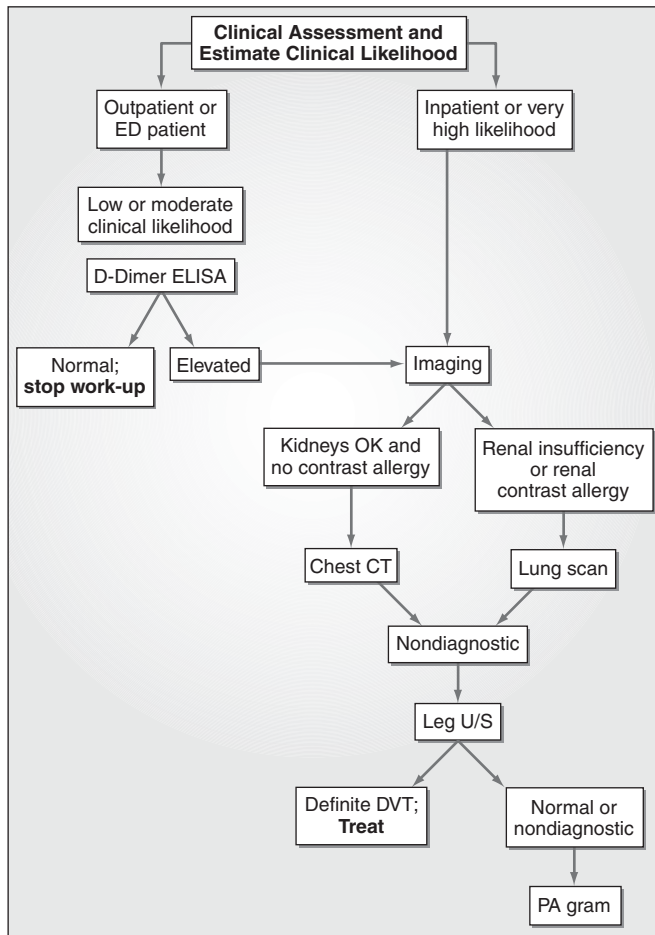 Clinical Assessment and
Estimate Clinical Likelihood
Outpatient or
ED patient
Inpatient or very
high likelihood
Low or moderate
clinical likelihood
D-Dimer ELISA
Normal;
stop work-up
Elevated
Imaging
Kidneys OK and
no contrast allergy
Renal insufficiency
or renal
contrast allergy
Chest CT
Lung scan
Nondiagnostic
Leg U/S
Definite DVT;
Treat
Normal or
nondiagnostic
PA gram